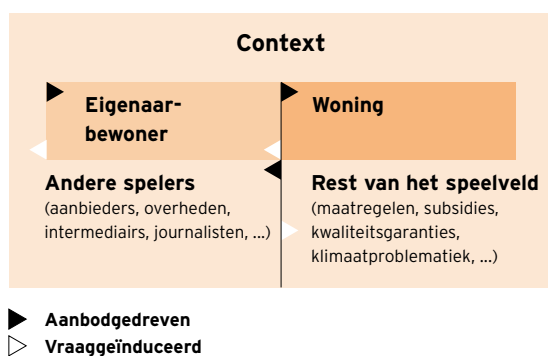 Context
Eigenaar-
bewoner
Woning
Andere spelers
(aanbieders, overheden,
intermediairs, journalisten, ...)
Rest van het speelveld
(maatregelen, subsidies,
kwaliteitsgaranties,
klimaatproblematiek, ...)
Aanbodgedreven
Vraaggeïnduceerd